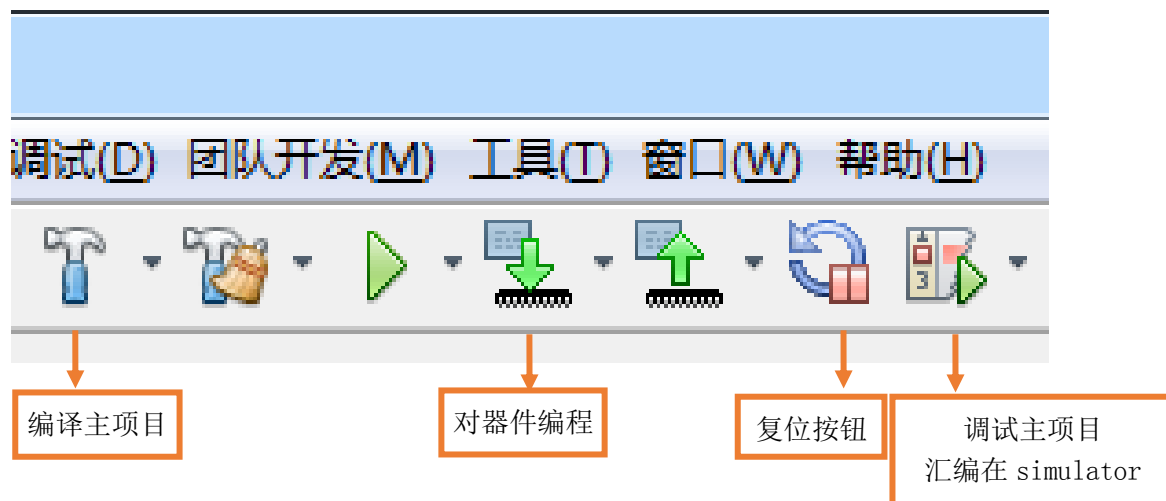 调试(D) 团队开发(M) 工具(T) 窗口(W) 帮助(H)
3
编译主项目
对器件编程
复位按钮
调试主项目
汇编在 simulator